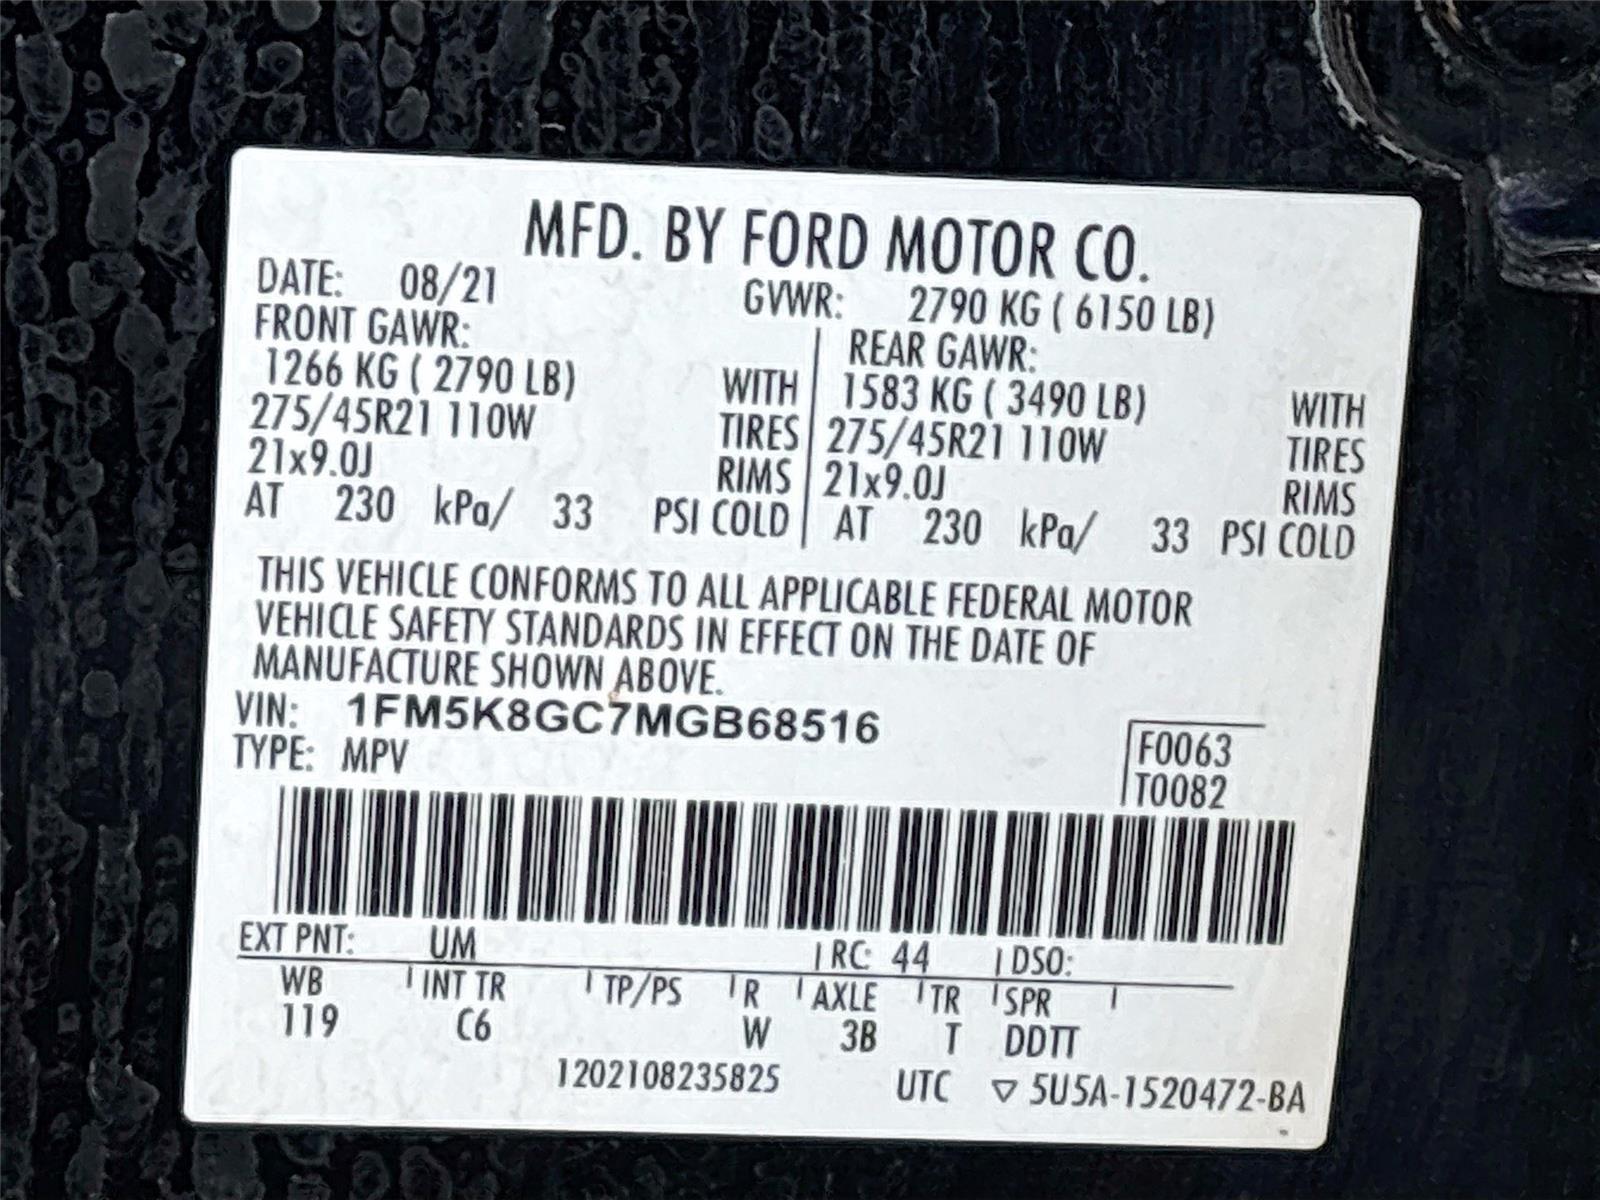 MFD. BY FORD MOTOR CO.
DATE: 08/21 GVWR: 2790 KG ( 6150 LB)
FRONT GAWR: REAR GAWR:
1266 KG ( 2790 LB) WITH 1583 KG ( 3490 LB) WITH
275/45R21 110W TIRES 275/45R21 110W TIRES
21x9.0J RIMS 21x9.0J RIMS
AT 230 kPa/ 33 PSI COLD AT 230 kPa/ 33 PSI COLD
THIS VEHICLE CONFORMS TO ALL APPLICABLE FEDERAL MOTOR
VEHICLE SAFETY STANDARDS IN EFFECT ON THE DATE OF
MANUFACTURE SHOWN ABOVE.
VIN: 1FM5K8GC7MGB68516
TYPE: MPV
F0063
T0082
EXT PNT: UM RC: 44 DSO:
WB INT TR TP/PS R AXLE TR SPR
119 C6 W 3B T DDTT
1202108235825 UTC ▽ 5U5A-1520472-BA